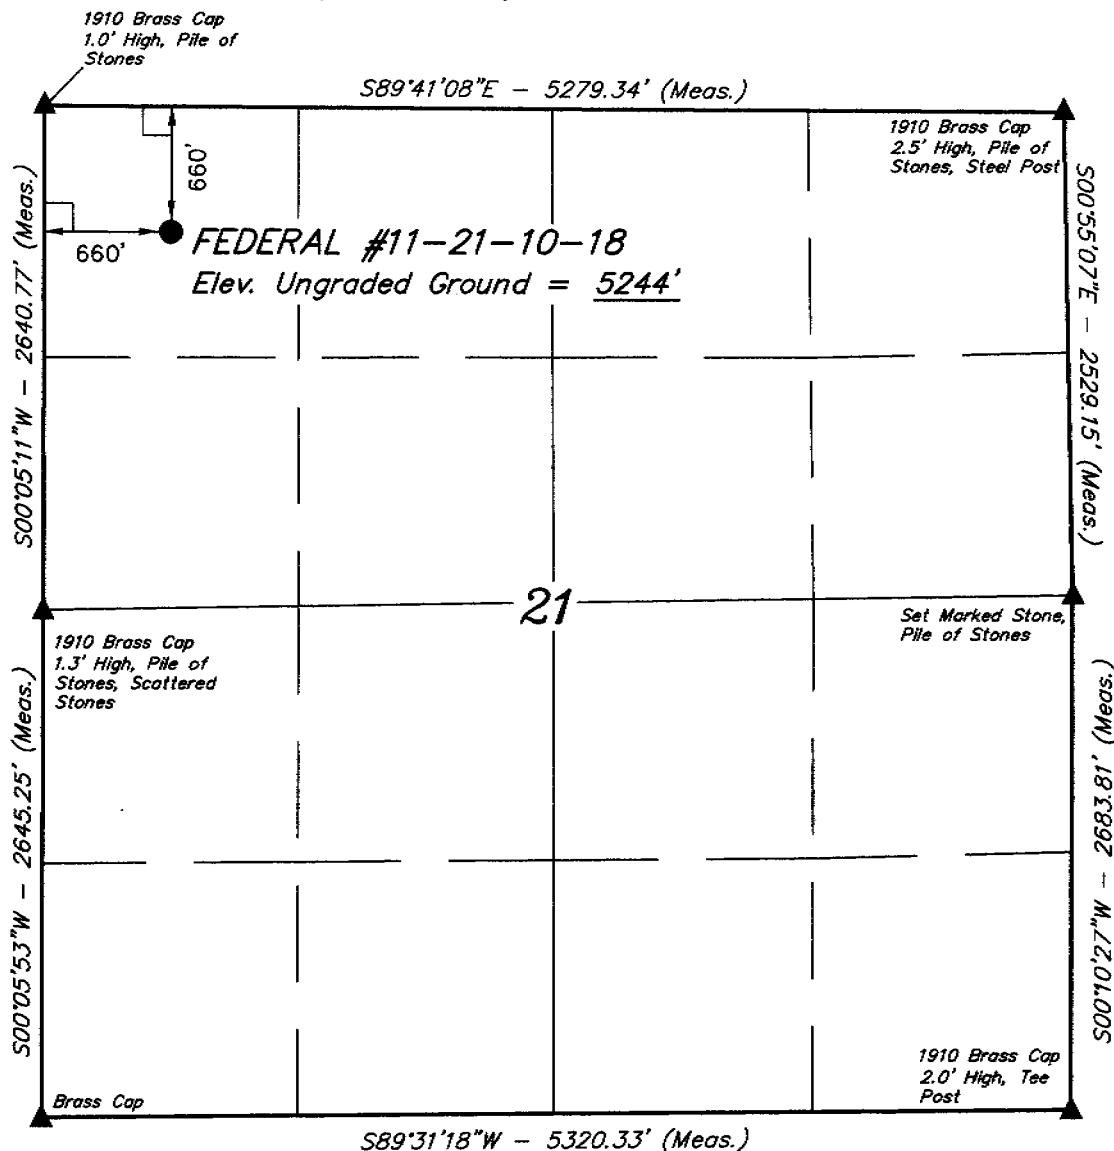 1910 Brass Cap
1.0' High, Pile of
Stones
S89°41'08"E – 5279.34' (Meas.)
1910 Brass Cap
2.5' High, Pile of
Stones, Steel Post
660'
660'
FEDERAL #11-21-10-18
Elev. Ungraded Ground = 5244'
S00°05'11"W – 2640.77' (Meas.)
S00°55'07"E – 2529.15' (Meas.)
21
1910 Brass Cap
1.3' High, Pile of
Stones, Scattered
Stones
Set Marked Stone,
Pile of Stones
S00°05'53"W – 2645.25' (Meas.)
S00°10'27"W – 2683.81' (Meas.)
Brass Cap
1910 Brass Cap
2.0' High, Tee
Post
S89°31'18"W – 5320.33' (Meas.)